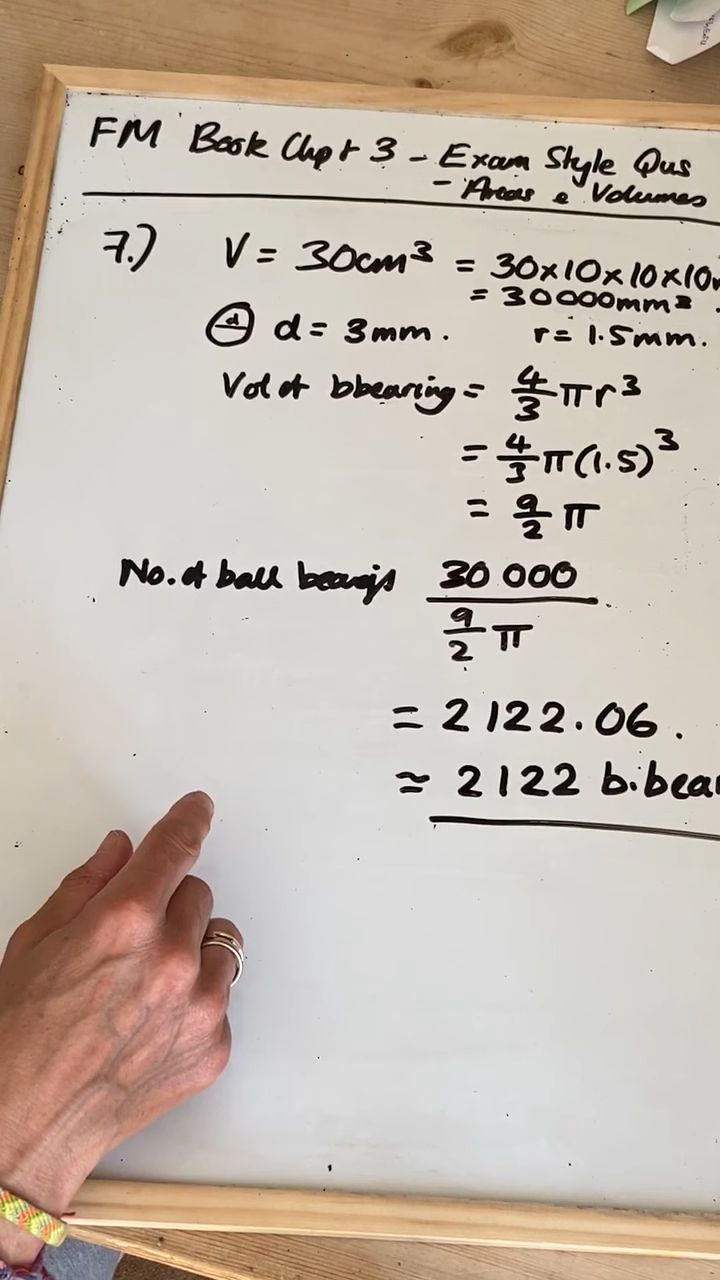 FM Book Chpt 3 - Exam Style Qus
- Areas & Volumes
7.) V = 30cm³ = 30×10×10×10
= 30000mm³.
d d = 3mm. r = 1.5mm.
Vol of bbearing = 4/3 πr³
= 4/3 π(1.5)³
= 9/2 π
No. of ball bearings 30 000
9/2 π
= 2122.06.
≈ 2122 b.bear